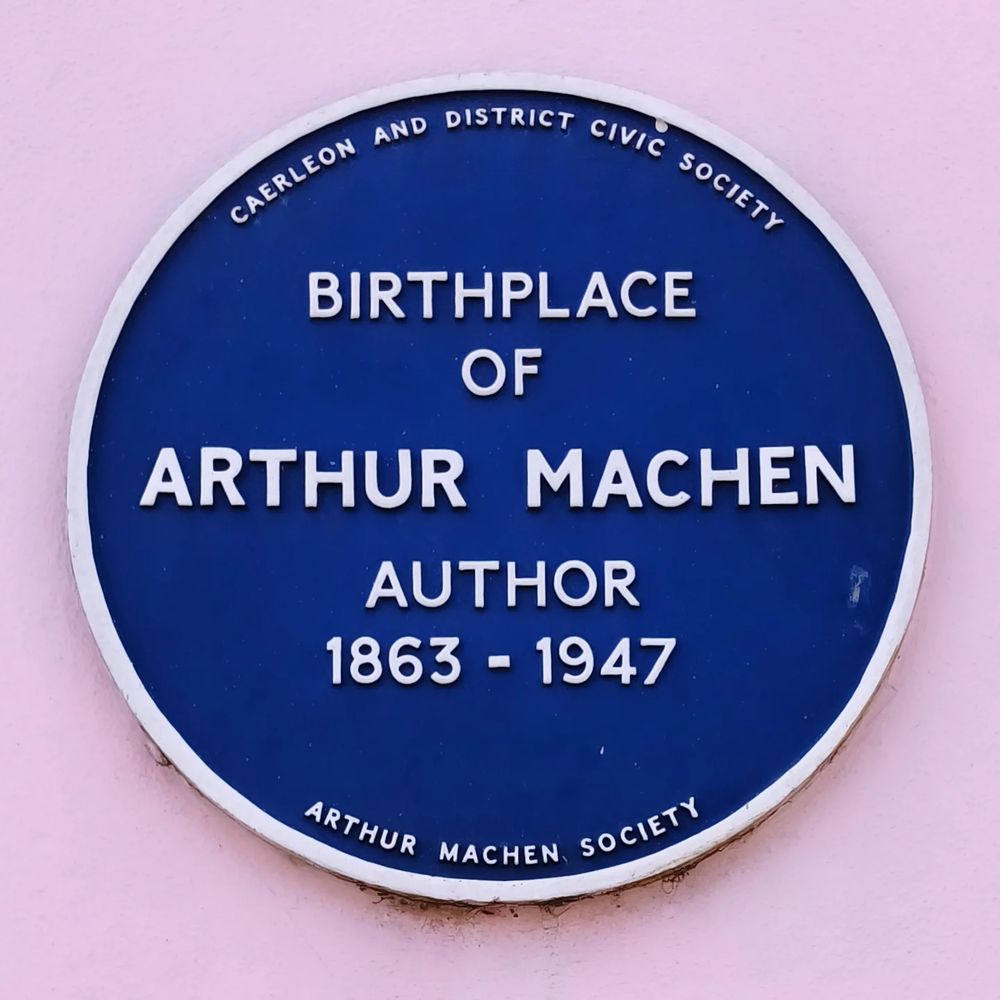 CAERLEON AND DISTRICT CIVIC SOCIETY
BIRTHPLACE
OF
ARTHUR MACHEN
AUTHOR
1863 - 1947
ARTHUR MACHEN SOCIETY